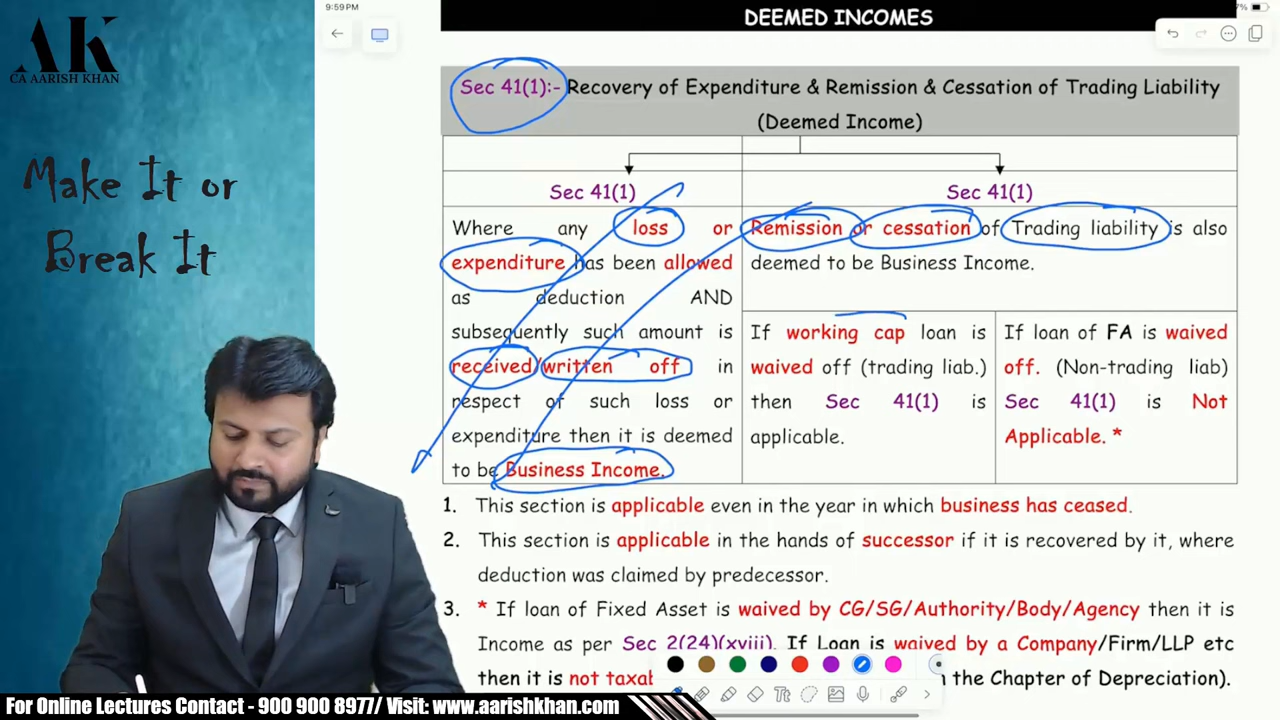 AK
CA AARISH KHAN
Make It or
Break It
9:59 PM
7%
DEEMED INCOMES
Sec 41(1):- Recovery of Expenditure & Remission & Cessation of Trading Liability
(Deemed Income)
Sec 41(1)
Where any loss or
expenditure has been allowed
as deduction AND
subsequently such amount is
received/written off in
respect of such loss or
expenditure then it is deemed
to be Business Income.
Sec 41(1)
Remission or cessation of Trading liability is also
deemed to be Business Income.
If working cap loan is
waived off (trading liab.)
then Sec 41(1) is
applicable.
If loan of FA is waived
off. (Non-trading liab)
Sec 41(1) is Not
Applicable. *
1. This section is applicable even in the year in which business has ceased.
2. This section is applicable in the hands of successor if it is recovered by it, where
deduction was claimed by predecessor.
3. * If loan of Fixed Asset is waived by CG/SG/Authority/Body/Agency then it is
Income as per Sec 2(24)(xviii). If Loan is waived by a Company/Firm/LLP etc
then it is not the Chapter of Depreciation).
Tt
For Online Lectures Contact - 900 900 8977/ Visit: www.aarishkhan.com